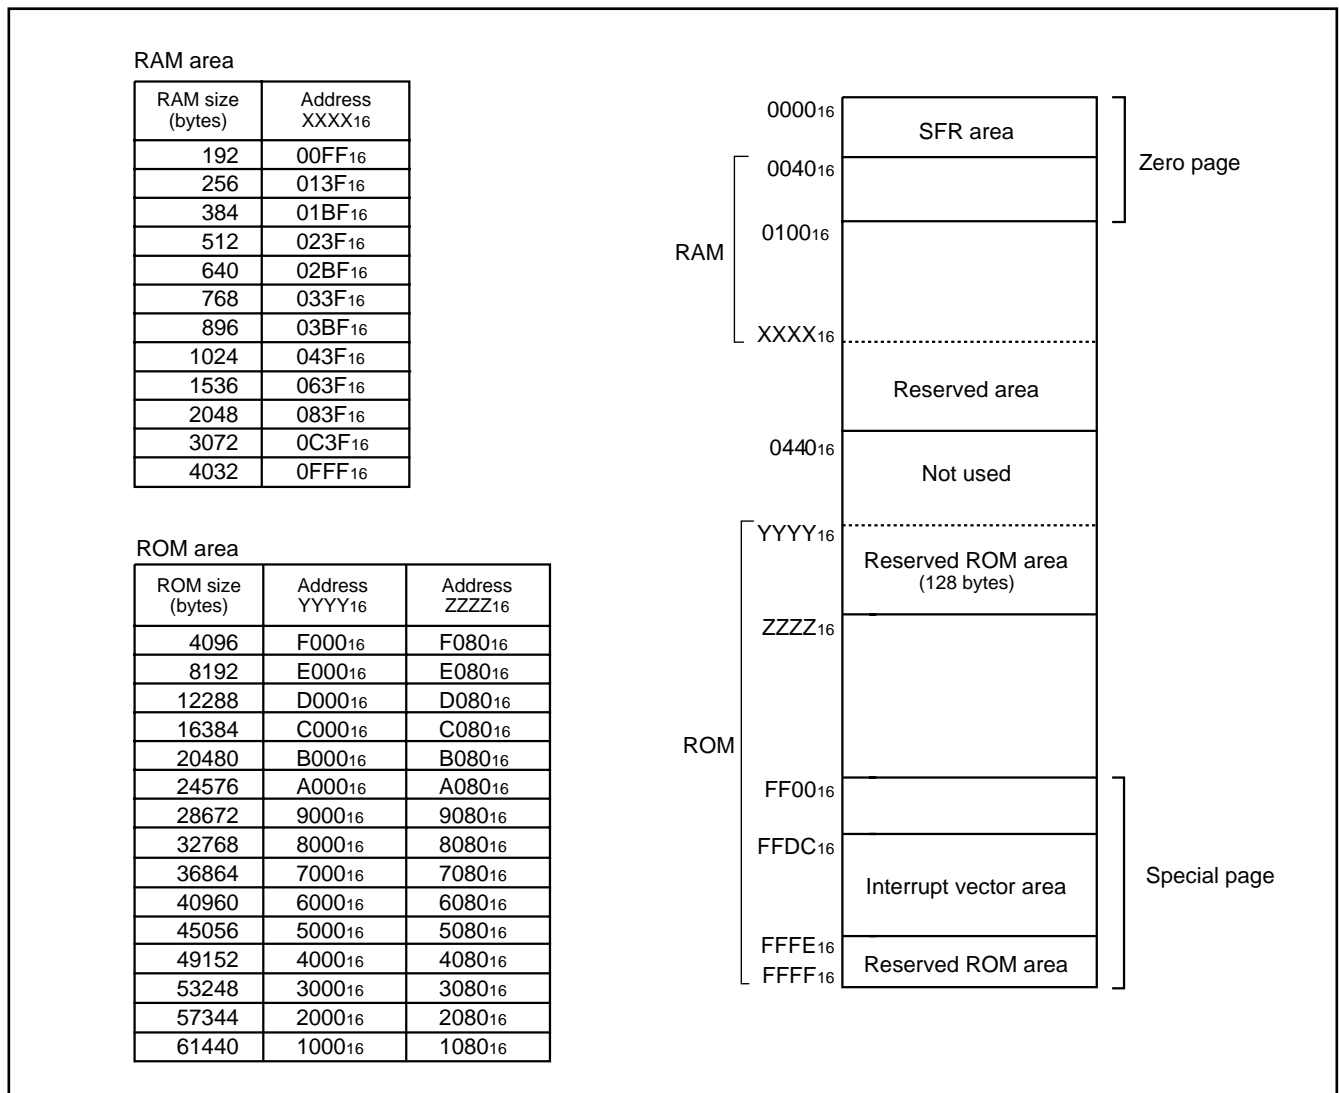 RAM area
RAM size
(bytes)
Address
XXXX16
192 00FF16
256 013F16
384 01BF16
512 023F16
640 02BF16
768 033F16
896 03BF16
1024 043F16
1536 063F16
2048 083F16
3072 0C3F16
4032 0FFF16
ROM area
ROM size
(bytes)
Address
YYYY16
Address
ZZZZ16
4096 F00016 F08016
8192 E00016 E08016
12288 D00016 D08016
16384 C00016 C08016
20480 B00016 B08016
24576 A00016 A08016
28672 900016 908016
32768 800016 808016
36864 700016 708016
40960 600016 608016
45056 500016 508016
49152 400016 408016
53248 300016 308016
57344 200016 208016
61440 100016 108016
000016
SFR area
Zero page
004016
010016
RAM
XXXX16
Reserved area
044016
Not used
YYYY16
Reserved ROM area
(128 bytes)
ZZZZ16
ROM
FF0016
FFDC16
Interrupt vector area
Special page
FFFE16
Reserved ROM area
FFFF16